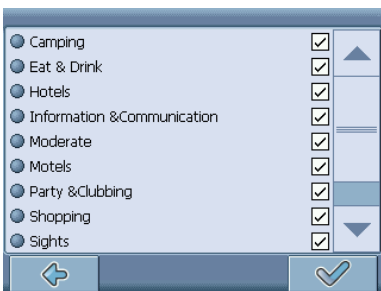 Camping
Eat & Drink
Hotels
Information &Communication
Moderate
Motels
Party &Clubbing
Shopping
Sights